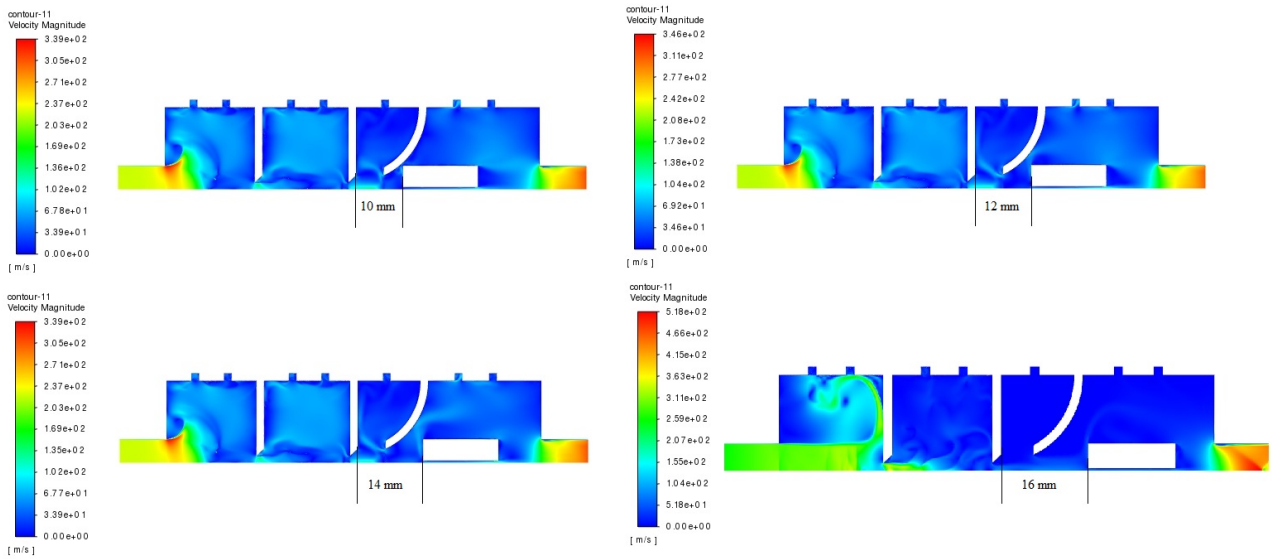 contour-11
Velocity Magnitude
3.39e+02
3.05e+02
2.71e+02
2.37e+02
2.03e+02
1.69e+02
1.36e+02
1.02e+02
6.78e+01
3.39e+01
0.00e+00
[ m/s ]
10 mm
contour-11
Velocity Magnitude
3.46e+02
3.11e+02
2.77e+02
2.42e+02
2.08e+02
1.73e+02
1.38e+02
1.04e+02
6.92e+01
3.46e+01
0.00e+00
[ m/s ]
12 mm
contour-11
Velocity Magnitude
3.39e+02
3.05e+02
2.71e+02
2.37e+02
2.03e+02
1.69e+02
1.35e+02
1.02e+02
6.77e+01
3.39e+01
0.00e+00
[ m/s ]
14 mm
contour-11
Velocity Magnitude
5.18e+02
4.66e+02
4.15e+02
3.63e+02
3.11e+02
2.59e+02
2.07e+02
1.55e+02
1.04e+02
5.18e+01
0.00e+00
[ m/s ]
16 mm